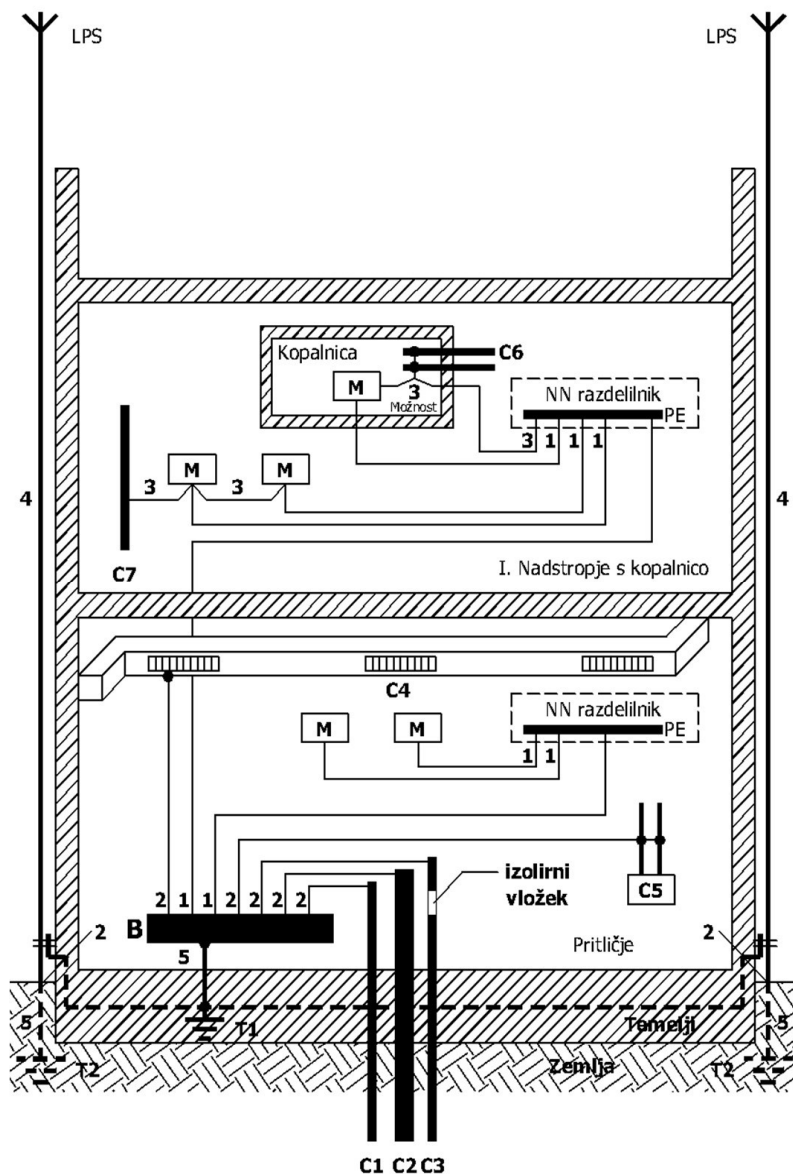 LPS LPS
Kopalnica
C6
M
3
Možnost
NN razdelilnik
PE
3 1 1 1
M M
3 3
4 4
C7
I. Nadstropje s kopalnico
C4
NN razdelilnik
PE
M M
1 1
izolirni
vložek
C5
2 1 1 2 2 2 2
B
5
Pritličje
2 2
5 5
T1
Temelji
T2 T2
Zemlja
C1 C2 C3